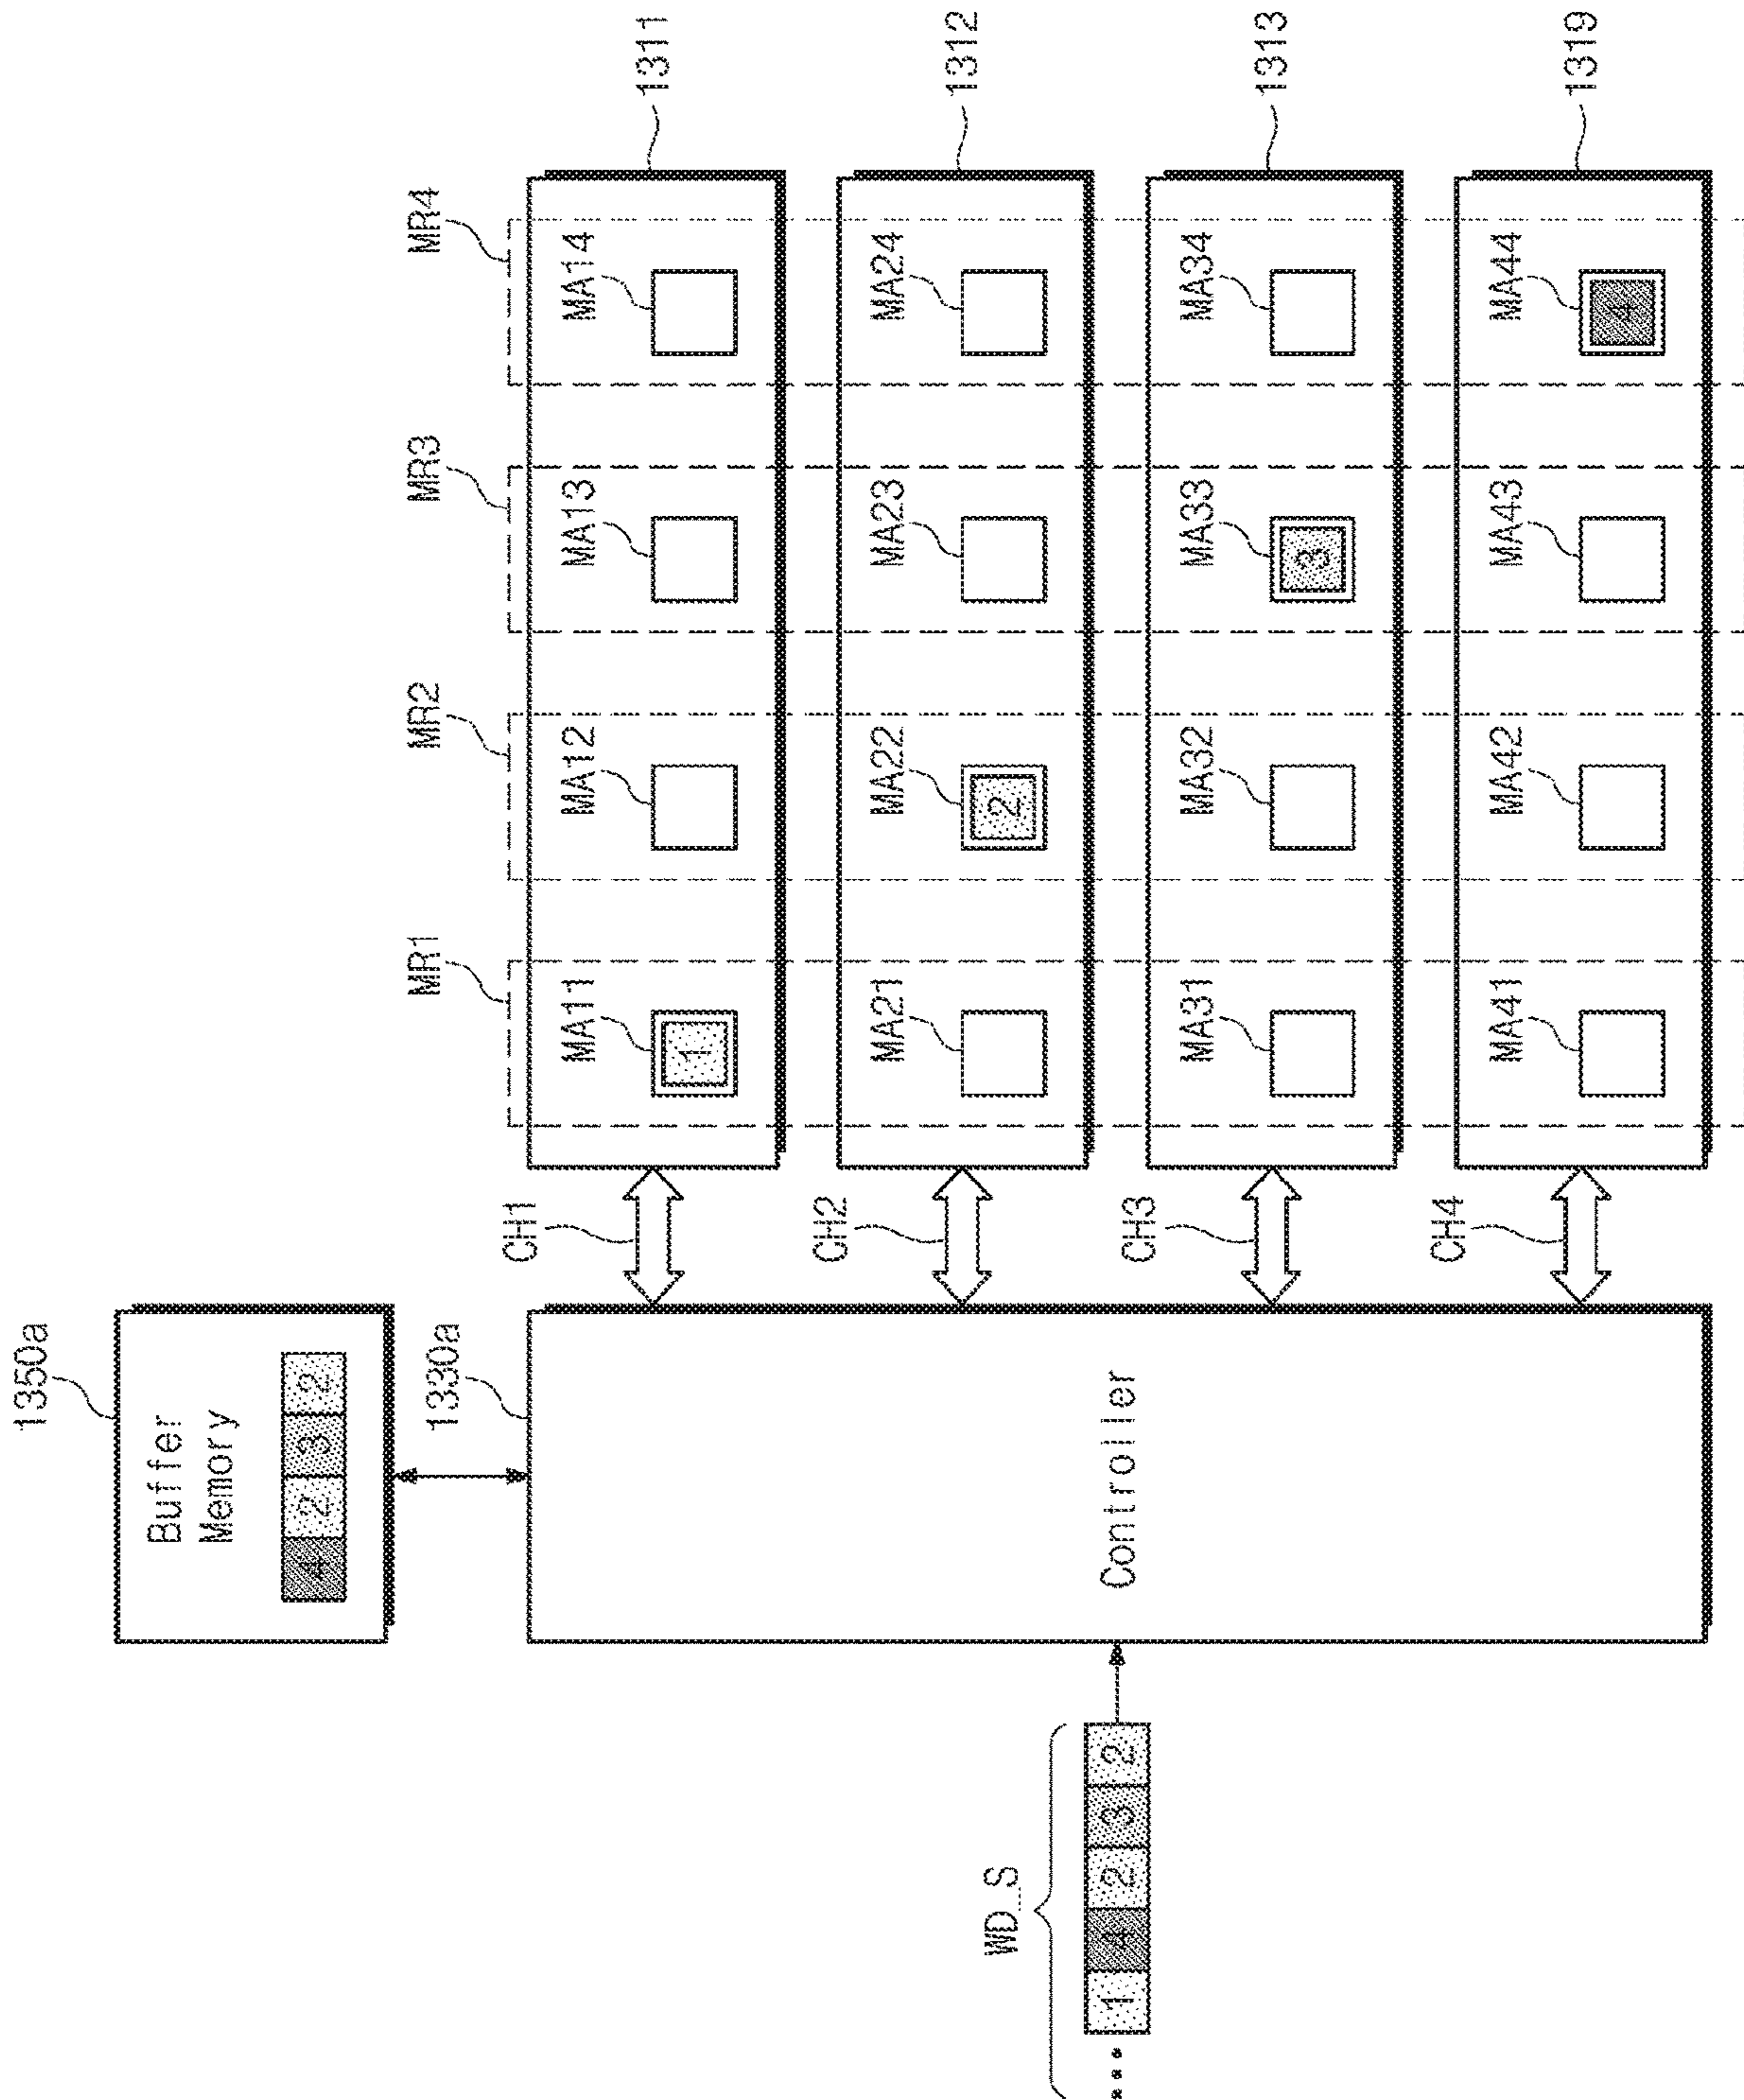 1350a
Buffer
Memory
4 2 3 2
1330a
Controller
WD_S
... 1 4 2 3 2
CH1
CH2
CH3
CH4
MR1
MR2
MR3
MR4
MA11
1
MA12
MA13
MA14
1311
MA21
MA22
2
MA23
MA24
1312
MA31
MA32
MA33
3
MA34
1313
MA41
MA42
MA43
MA44
4
1319